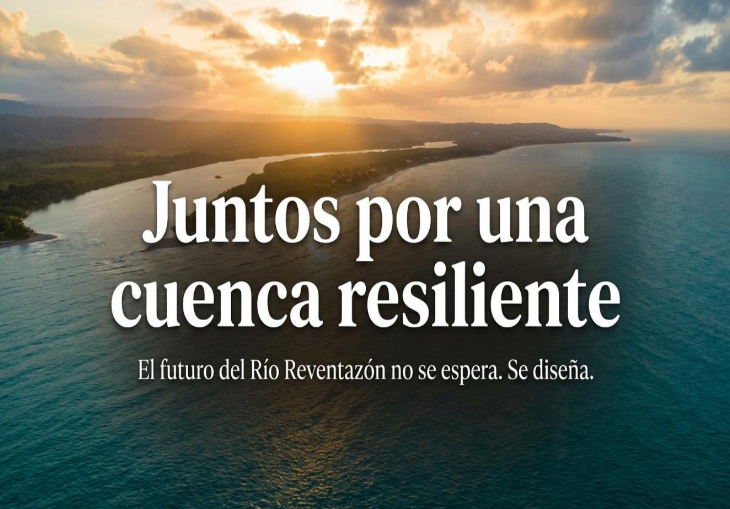 Juntos por una
cuenca resiliente
El futuro del Río Reventazón no se espera. Se diseña.